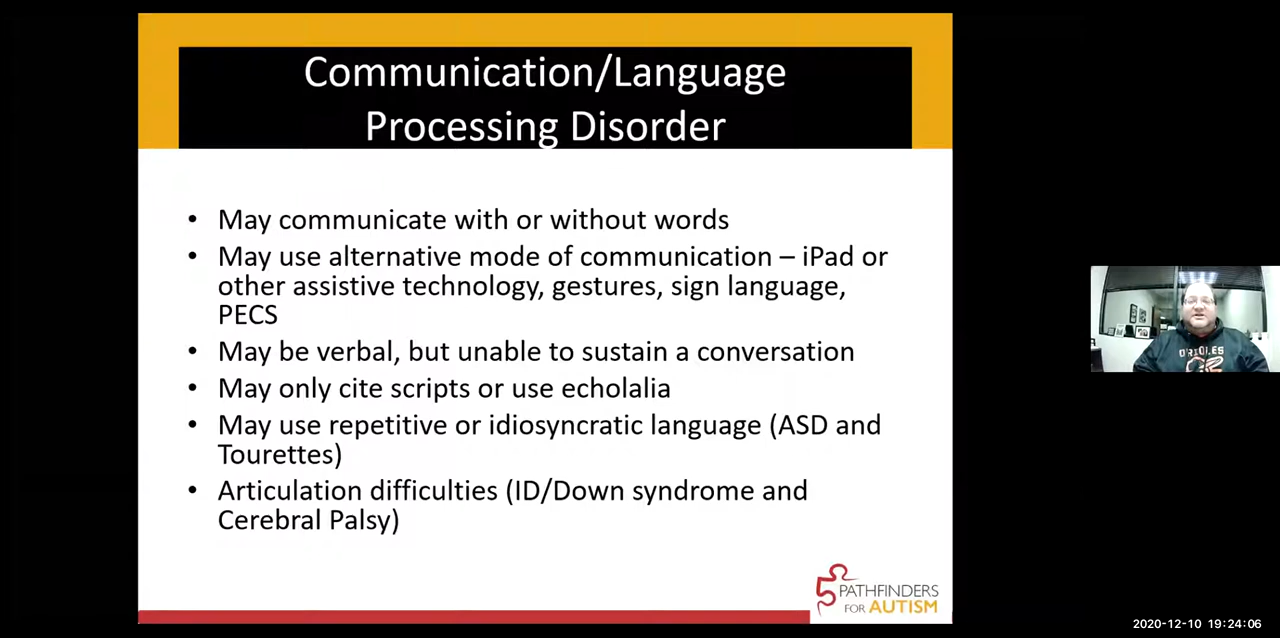 Communication/Language
Processing Disorder
• May communicate with or without words
• May use alternative mode of communication – iPad or
other assistive technology, gestures, sign language,
PECS
• May be verbal, but unable to sustain a conversation
• May only cite scripts or use echolalia
• May use repetitive or idiosyncratic language (ASD and
Tourettes)
• Articulation difficulties (ID/Down syndrome and
Cerebral Palsy)
PATHFINDERS
FOR AUTISM
ORIOLES
2020-12-10 19:24:06